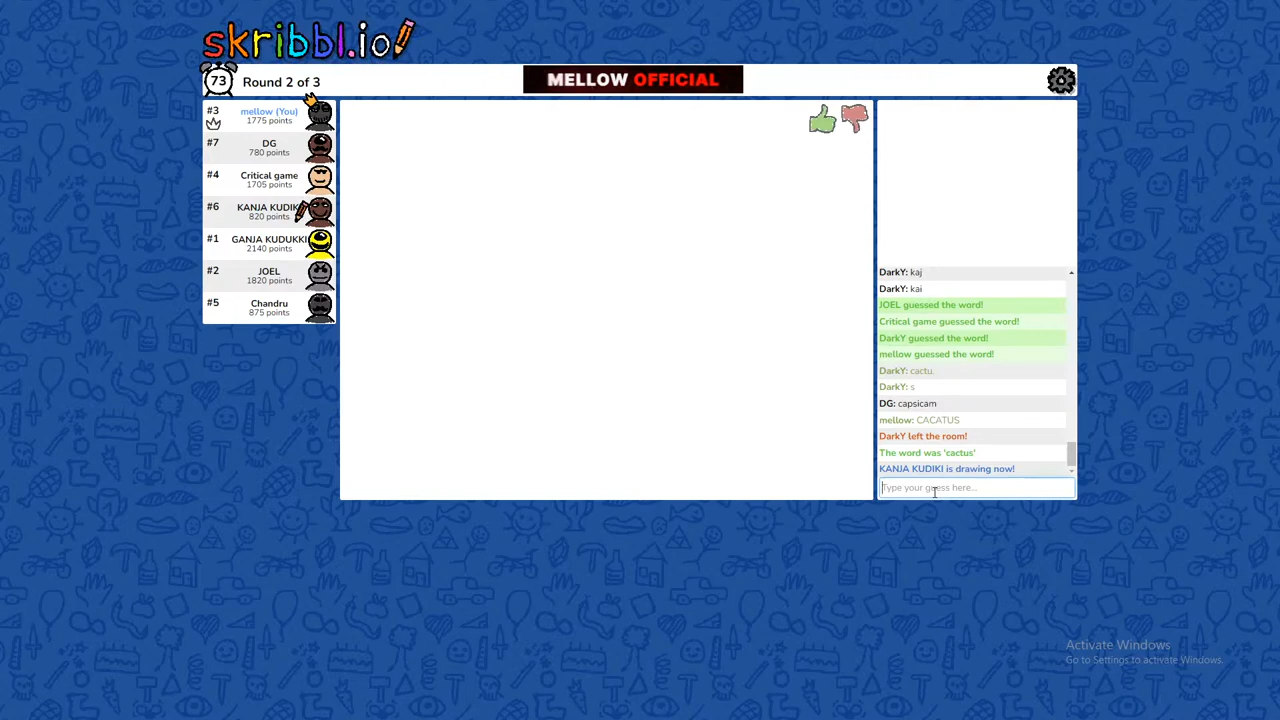 skribbl.io
73
Round 2 of 3
MELLOW OFFICIAL
#3
mellow (You)
1775 points
#7
DG
780 points
#4
Critical game
1705 points
#6
KANJA KUDIK
820 points
#1
GANJA KUDUKKI
2140 points
#2
JOEL
1820 points
#5
Chandru
875 points
DarkY: kaj
DarkY: kai
JOEL guessed the word!
Critical game guessed the word!
DarkY guessed the word!
mellow guessed the word!
DarkY: cactu.
DarkY: s
DG: capsicam
mellow: CACATUS
DarkY left the room!
The word was 'cactus'
KANJA KUDIKI is drawing now!
Type your guess here...
Activate Windows
Go to Settings to activate Windows.